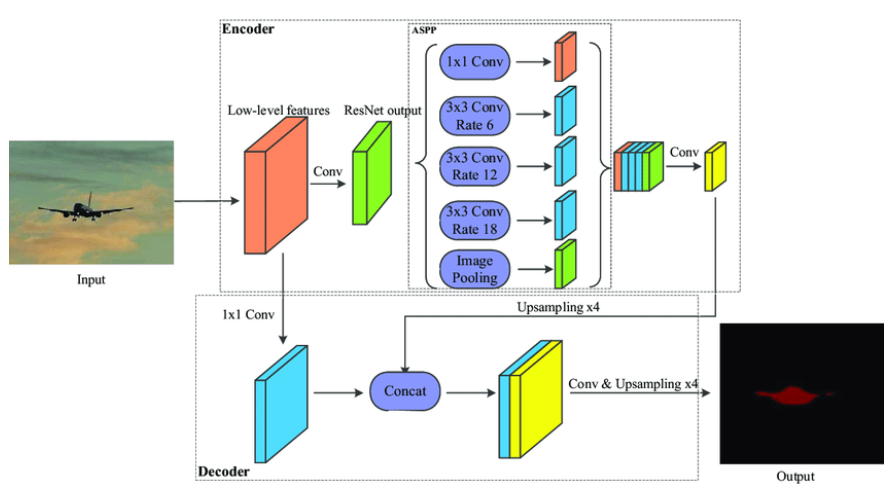 Encoder
ASPP
1x1 Conv
Low-level features
ResNet output
3x3 Conv
Rate 6
Conv
3x3 Conv
Rate 12
Conv
3x3 Conv
Rate 18
Image
Pooling
Input
1x1 Conv
Upsampling x4
Concat
Conv & Upsampling x4
Decoder
Output